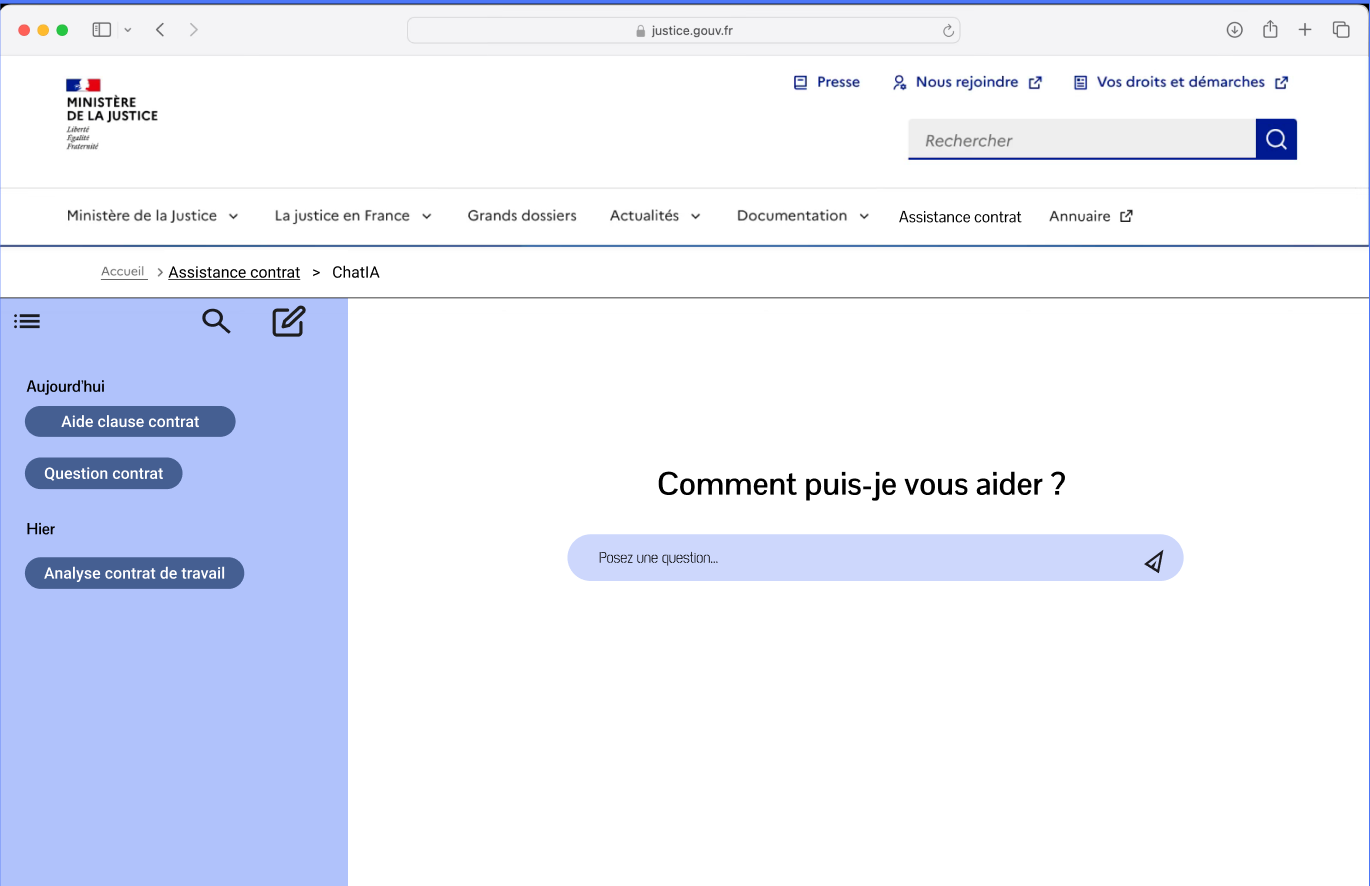 justice.gouv.fr
Presse
Nous rejoindre
Vos droits et démarches
MINISTÈRE
DE LA JUSTICE
Liberté
Égalité
Fraternité
Rechercher
Ministère de la Justice
La justice en France
Grands dossiers
Actualités
Documentation
Assistance contrat
Annuaire
Accueil > Assistance contrat > ChatIA
Aujourd'hui
Aide clause contrat
Question contrat
Hier
Analyse contrat de travail
Comment puis-je vous aider ?
Posez une question...